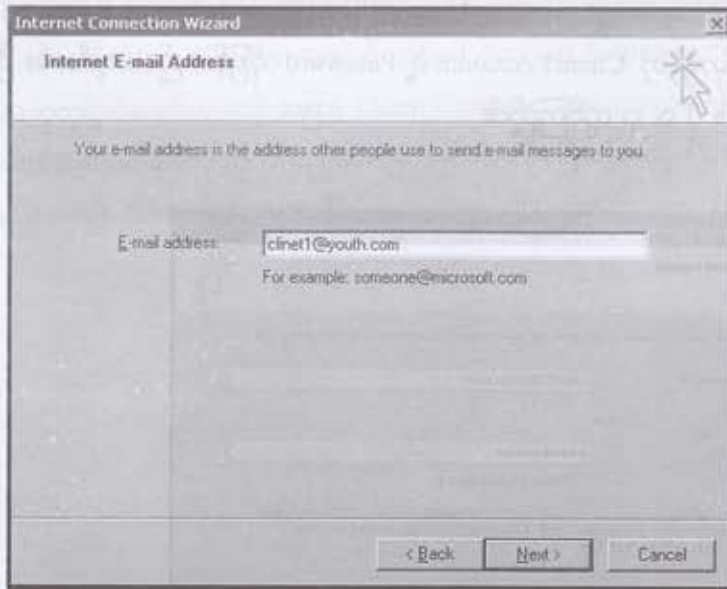 Internet Connection Wizard
Internet E-mail Address
Your e-mail address is the address other people use to send e-mail messages to you.
E-mail address: clinet1@youth.com
For example: someone@microsoft.com
< Back Next > Cancel